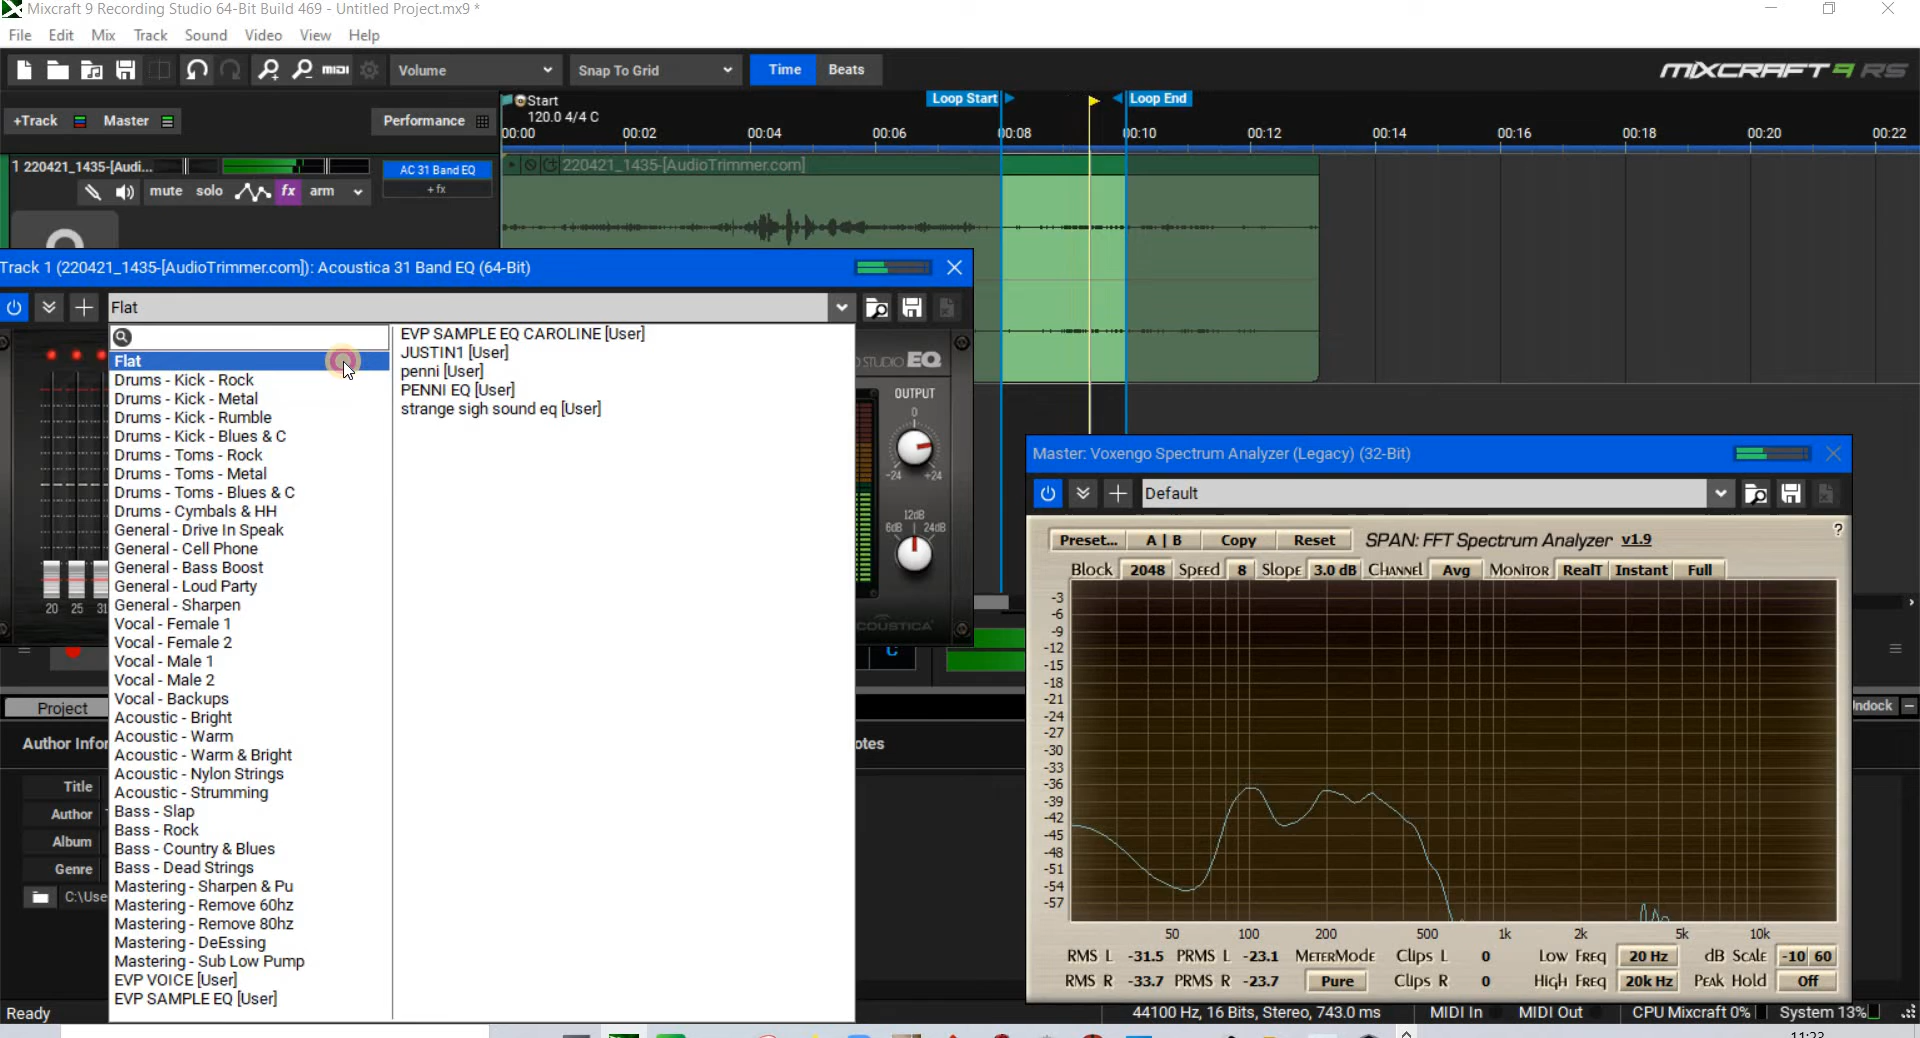 Mixcraft 9 Recording Studio 64-Bit Build 469 - Untitled Project.mx9 *
File Edit Mix Track Sound Video View Help
MIDI Volume Snap To Grid Time Beats MIXCRAFT 9 RS
+Track Master Performance
Start Loop Start Loop End
120.0 4/4 C
00:00 00:02 00:04 00:06 00:08 00:10 00:12 00:14 00:16 00:18 00:20 00:22
1 220421_1435-[Audi... AC 31 Band EQ 220421_1435-[AudioTrimmer.com]
mute solo fx arm + fx
Track 1 (220421_1435-[AudioTrimmer.com]): Acoustica 31 Band EQ (64-Bit)
Flat
Flat
Drums - Kick - Rock
Drums - Kick - Metal
Drums - Kick - Rumble
Drums - Kick - Blues & C
Drums - Toms - Rock
Drums - Toms - Metal
Drums - Toms - Blues & C
Drums - Cymbals & HH
General - Drive In Speak
General - Cell Phone
General - Bass Boost
General - Loud Party
General - Sharpen
Vocal - Female 1
Vocal - Female 2
Vocal - Male 1
Vocal - Male 2
Vocal - Backups
Acoustic - Bright
Acoustic - Warm
Acoustic - Warm & Bright
Acoustic - Nylon Strings
Acoustic - Strumming
Bass - Slap
Bass - Rock
Bass - Country & Blues
Bass - Dead Strings
Mastering - Sharpen & Pu
Mastering - Remove 60hz
Mastering - Remove 80hz
Mastering - DeEssing
Mastering - Sub Low Pump
EVP VOICE [User]
EVP SAMPLE EQ [User]
EVP SAMPLE EQ CAROLINE [User]
JUSTIN1 [User]
penni [User]
PENNI EQ [User]
strange sigh sound eq [User]
STUDIO EQ
OUTPUT
0
-24 +24
12dB
6dB 24dB
COUSTICA
20 25 31
C
Project
Author Infor
otes
Title
Author
Album
Genre
C:\Use
Undock
Master: Voxengo Spectrum Analyzer (Legacy) (32-Bit)
Default
Preset... A | B Copy Reset SPAN: FFT Spectrum Analyzer v1.9 ?
Block 2048 Speed 8 Slope 3.0 dB Channel Avg Monitor RealT Instant Full
-3
-6
-9
-12
-15
-18
-21
-24
-27
-30
-33
-36
-39
-42
-45
-48
-51
-54
-57
50 100 200 500 1k 2k 5k 10k
RMS L -31.5 PRMS L -23.1 MeterMode Clips L 0 Low Freq 20 Hz dB Scale -10 60
RMS R -33.7 PRMS R -23.7 Pure Clips R 0 High Freq 20k Hz Peak Hold Off
Ready 44100 Hz, 16 Bits, Stereo, 743.0 ms MIDI In MIDI Out CPU Mixcraft 0% System 13%
11:23